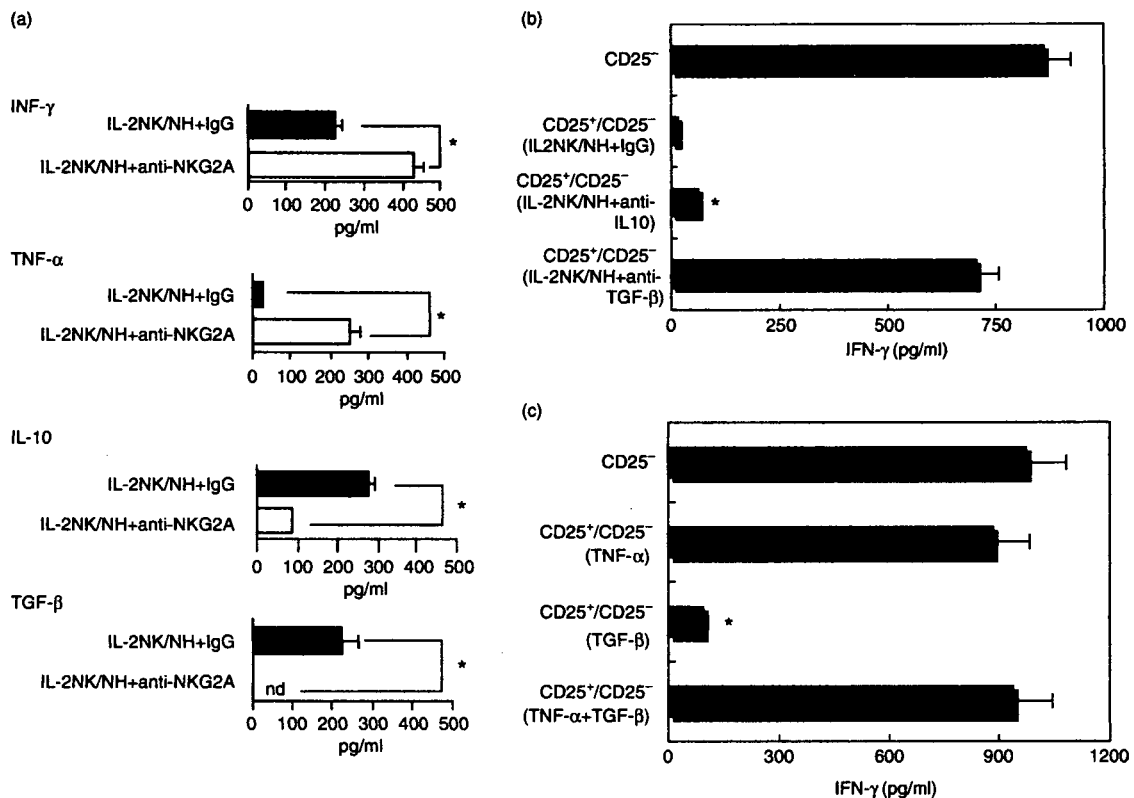 (a)
INF-γ
IL-2NK/NH+IgG
IL-2NK/NH+anti-NKG2A
*
0 100 200 300 400 500
pg/ml
TNF-α
IL-2NK/NH+IgG
IL-2NK/NH+anti-NKG2A
*
0 100 200 300 400 500
pg/ml
IL-10
IL-2NK/NH+IgG
IL-2NK/NH+anti-NKG2A
*
0 100 200 300 400 500
pg/ml
TGF-β
IL-2NK/NH+IgG
IL-2NK/NH+anti-NKG2A
nd
*
0 100 200 300 400 500
pg/ml
(b)
CD25⁻
CD25⁺/CD25⁻
(IL2NK/NH+IgG)
CD25⁺/CD25⁻
(IL-2NK/NH+anti-
IL10)
*
CD25⁺/CD25⁻
(IL-2NK/NH+anti-
TGF-β)
0 250 500 750 1000
IFN-γ (pg/ml)
(c)
CD25⁻
CD25⁺/CD25⁻
(TNF-α)
CD25⁺/CD25⁻
(TGF-β)
*
CD25⁺/CD25⁻
(TNF-α+TGF-β)
0 300 600 900 1200
IFN-γ (pg/ml)